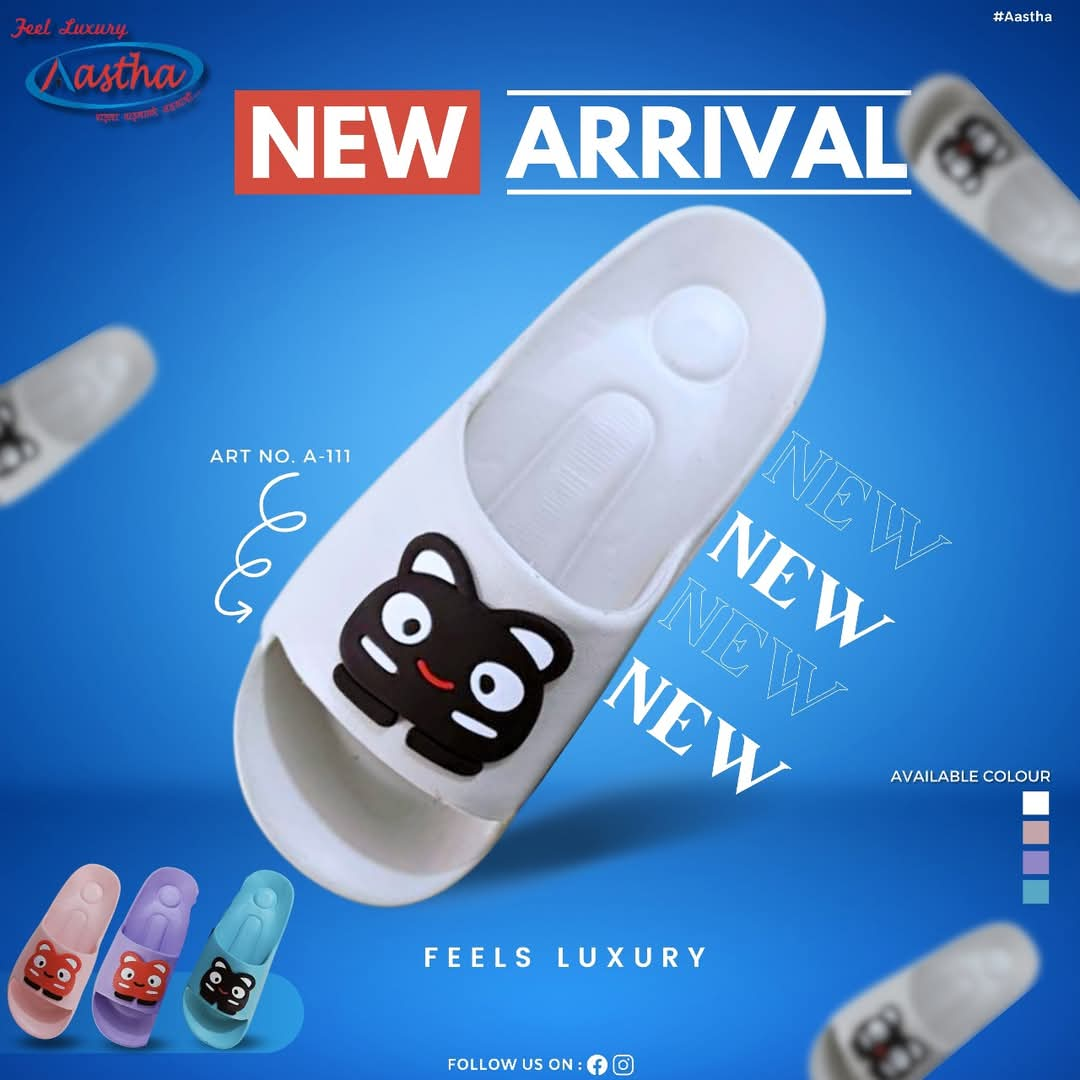 Feel Luxury
Aastha
#Aastha
NEW ARRIVAL
ART NO. A-111
NEW
NEW
NEW
NEW
AVAILABLE COLOUR
FEELS LUXURY
FOLLOW US ON :